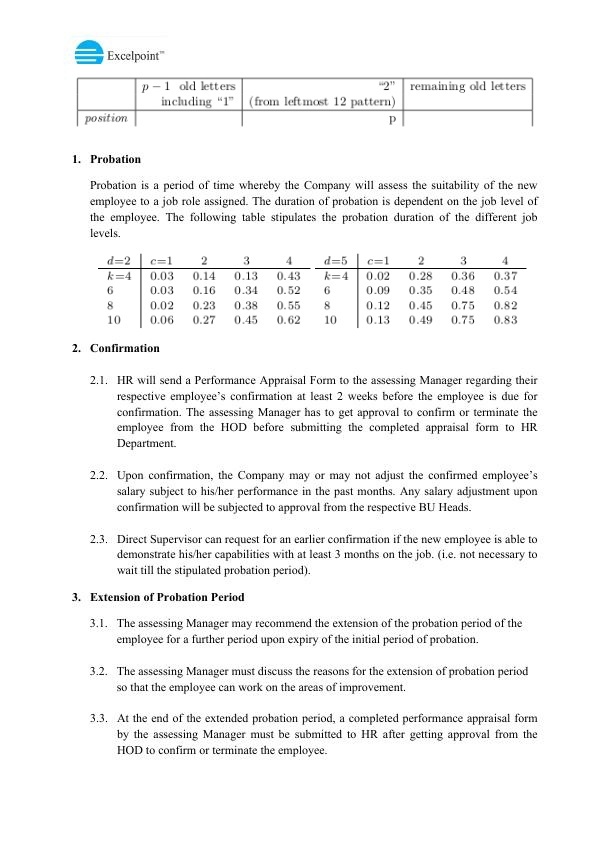 Excelpoint™
p − 1 old letters “2” remaining old letters
including “1” (from leftmost 12 pattern)
position p
1. Probation
Probation is a period of time whereby the Company will assess the suitability of the new
employee to a job role assigned. The duration of probation is dependent on the job level of
the employee. The following table stipulates the probation duration of the different job
levels.
d=2 c=1 2 3 4 d=5 c=1 2 3 4
k=4 0.03 0.14 0.13 0.43 k=4 0.02 0.28 0.36 0.37
6 0.03 0.16 0.34 0.52 6 0.09 0.35 0.48 0.54
8 0.02 0.23 0.38 0.55 8 0.12 0.45 0.75 0.82
10 0.06 0.27 0.45 0.62 10 0.13 0.49 0.75 0.83
2. Confirmation
2.1. HR will send a Performance Appraisal Form to the assessing Manager regarding their
respective employee’s confirmation at least 2 weeks before the employee is due for
confirmation. The assessing Manager has to get approval to confirm or terminate the
employee from the HOD before submitting the completed appraisal form to HR
Department.
2.2. Upon confirmation, the Company may or may not adjust the confirmed employee’s
salary subject to his/her performance in the past months. Any salary adjustment upon
confirmation will be subjected to approval from the respective BU Heads.
2.3. Direct Supervisor can request for an earlier confirmation if the new employee is able to
demonstrate his/her capabilities with at least 3 months on the job. (i.e. not necessary to
wait till the stipulated probation period).
3. Extension of Probation Period
3.1. The assessing Manager may recommend the extension of the probation period of the
employee for a further period upon expiry of the initial period of probation.
3.2. The assessing Manager must discuss the reasons for the extension of probation period
so that the employee can work on the areas of improvement.
3.3. At the end of the extended probation period, a completed performance appraisal form
by the assessing Manager must be submitted to HR after getting approval from the
HOD to confirm or terminate the employee.